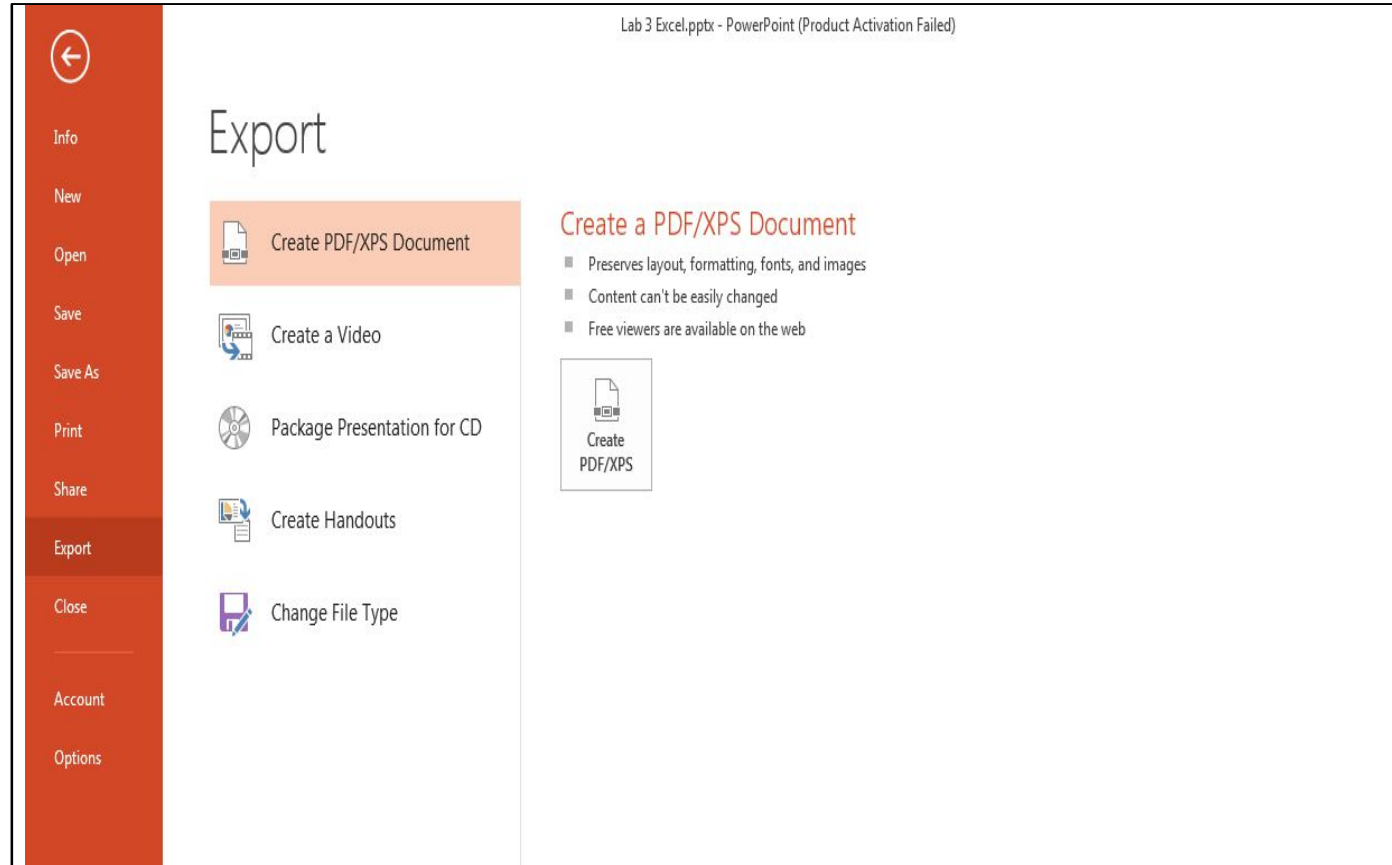 Lab 3 Excel.pptx - PowerPoint (Product Activation Failed)
Info
New
Open
Save
Save As
Print
Share
Export
Close
Account
Options
Export
Create PDF/XPS Document
Create a Video
Package Presentation for CD
Create Handouts
Change File Type
Create a PDF/XPS Document
Preserves layout, formatting, fonts, and images
Content can't be easily changed
Free viewers are available on the web
Create
PDF/XPS